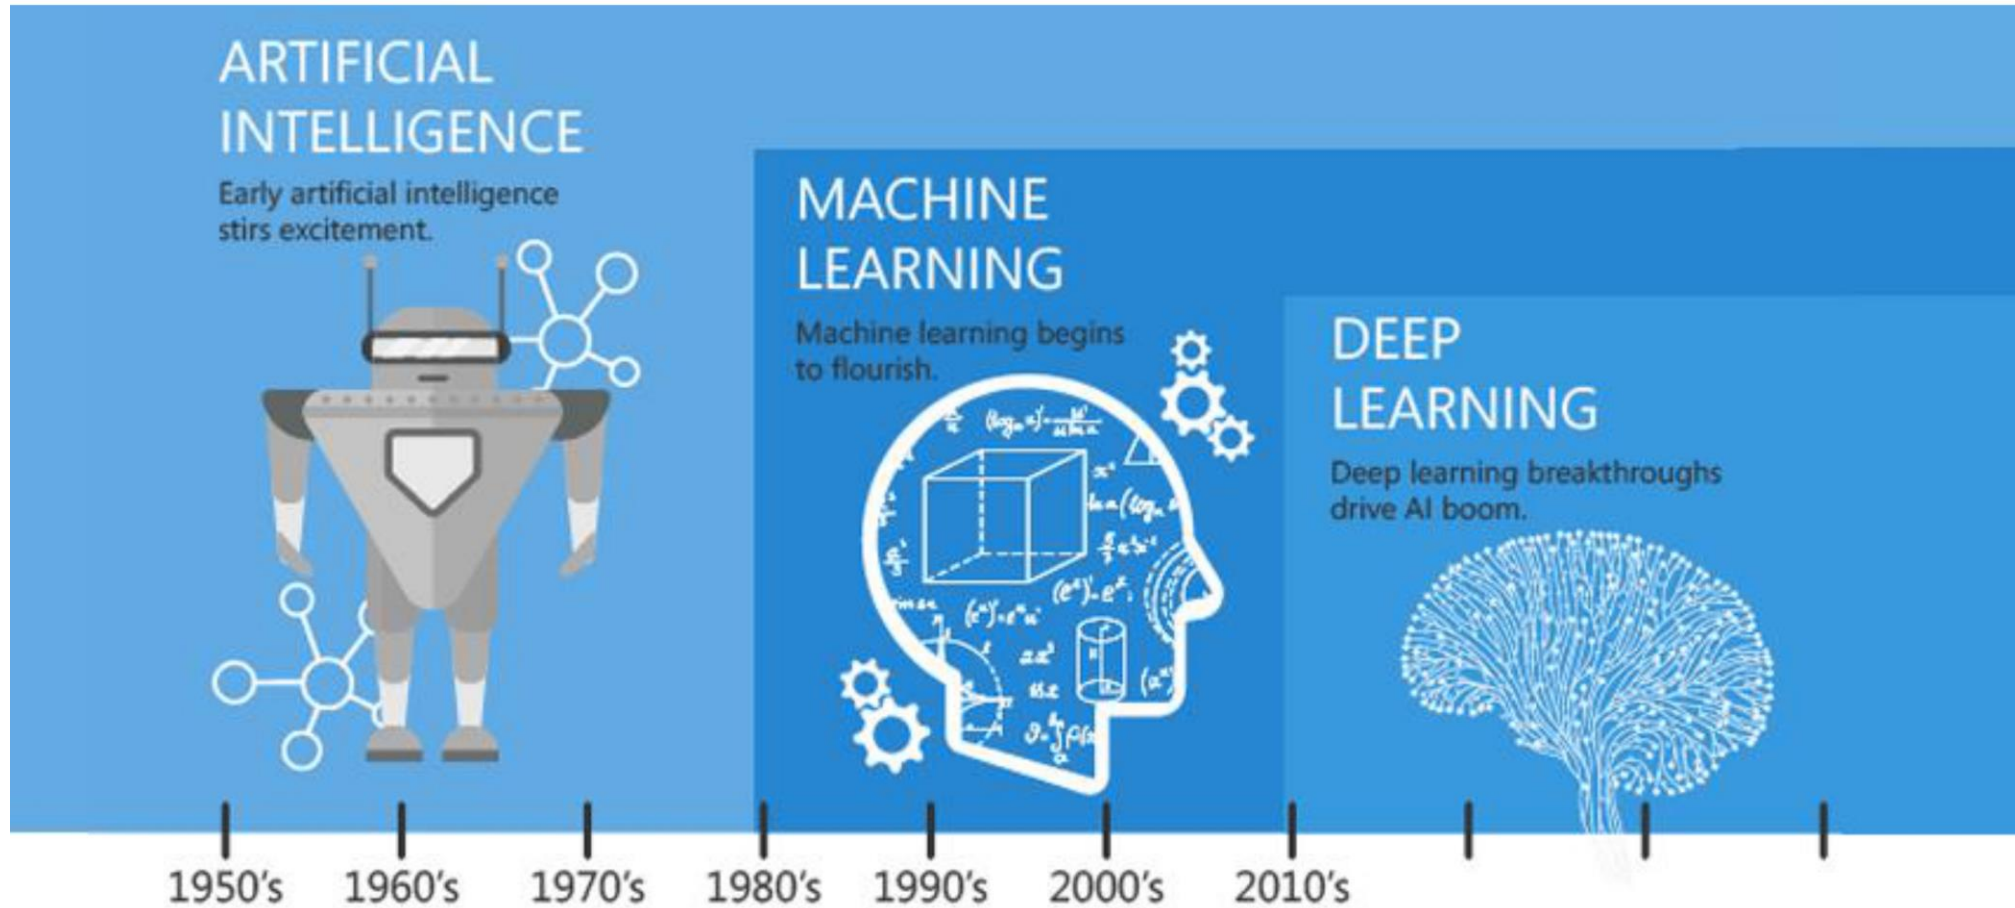 ARTIFICIAL
INTELLIGENCE
Early artificial intelligence
stirs excitement.
MACHINE
LEARNING
Machine learning begins
to flourish.
DEEP
LEARNING
Deep learning breakthroughs
drive AI boom.
1950's 1960's 1970's 1980's 1990's 2000's 2010's